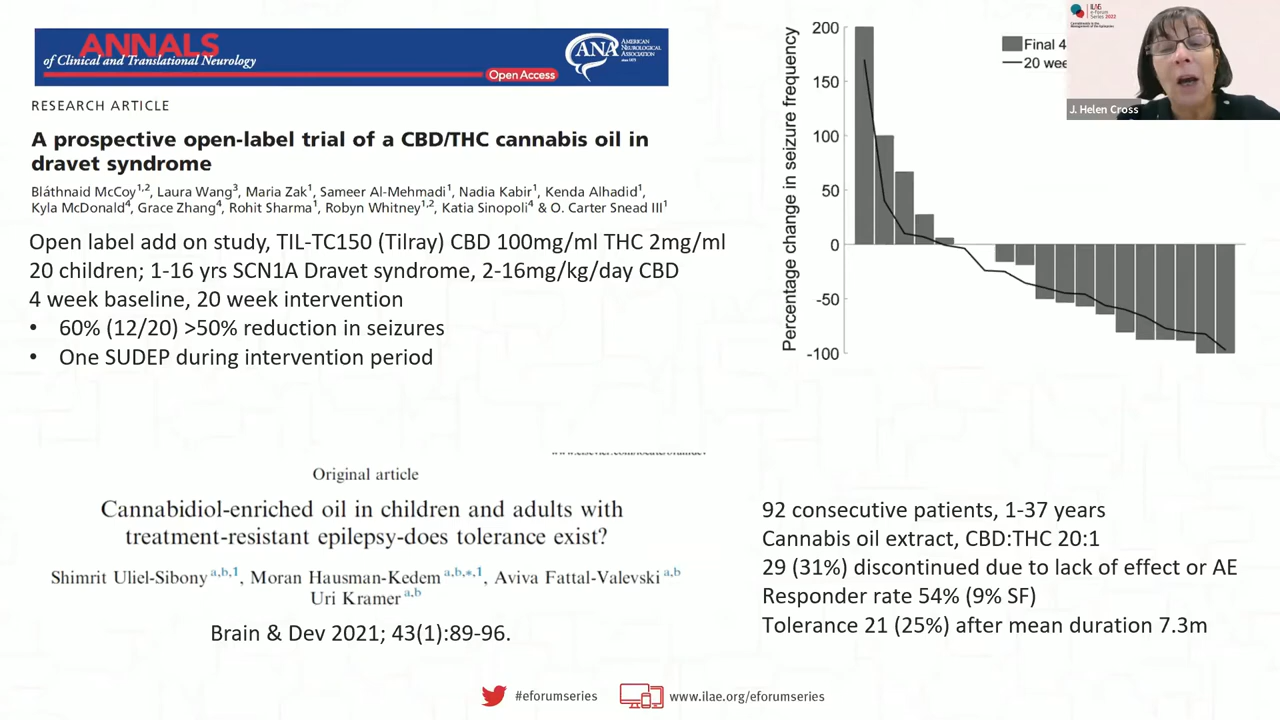 ANNALS
of Clinical and Translational Neurology
Open Access
ANA
AMERICAN
NEUROLOGICAL
ASSOCIATION
RESEARCH ARTICLE
A prospective open-label trial of a CBD/THC cannabis oil in
dravet syndrome
Bláthnaid McCoy1,2, Laura Wang3, Maria Zak1, Sameer Al-Mehmadi1, Nadia Kabir1, Kenda Alhadid1,
Kyla McDonald4, Grace Zhang4, Rohit Sharma1, Robyn Whitney1,2, Katia Sinopoli4 & O. Carter Snead III1
Open label add on study, TIL-TC150 (Tilray) CBD 100mg/ml THC 2mg/ml
20 children; 1-16 yrs SCN1A Dravet syndrome, 2-16mg/kg/day CBD
4 week baseline, 20 week intervention
• 60% (12/20) >50% reduction in seizures
• One SUDEP during intervention period
Percentage change in seizure frequency
200
150
100
50
0
-50
-100
Final 4
20 wee
ILAE
e-Forum
Series 2022
J. Helen Cross
Original article
Cannabidiol-enriched oil in children and adults with
treatment-resistant epilepsy-does tolerance exist?
Shimrit Uliel-Sibony a,b,1, Moran Hausman-Kedem a,b,*,1, Aviva Fattal-Valevski a,b
Uri Kramer a,b
Brain & Dev 2021; 43(1):89-96.
92 consecutive patients, 1-37 years
Cannabis oil extract, CBD:THC 20:1
29 (31%) discontinued due to lack of effect or AE
Responder rate 54% (9% SF)
Tolerance 21 (25%) after mean duration 7.3m
#eforumseries
www.ilae.org/eforumseries